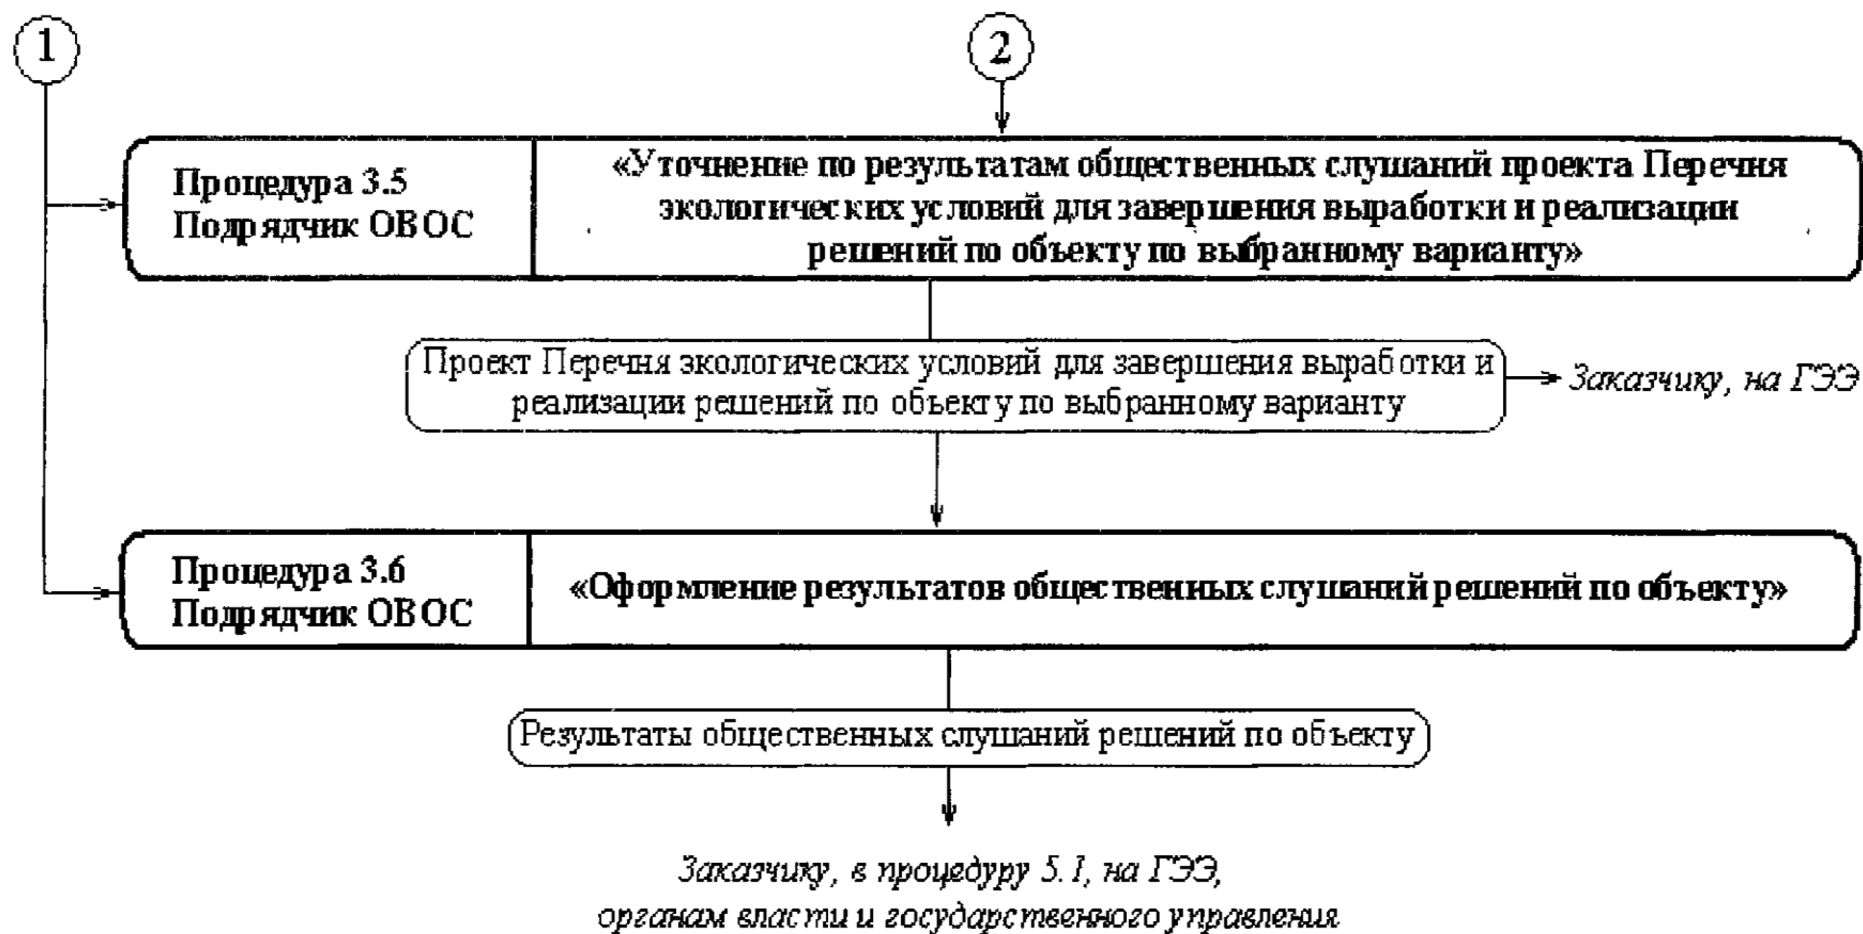 1
2
Процедура 3.5
Подрядчик ОВОС
«Уточнение по результатам общественных слушаний проекта Перечня
экологических условий для завершения выработки и реализации
решений по объекту по выбранному варианту»
Проект Перечня экологических условий для завершения выработки и
реализации решений по объекту по выбранному варианту
Заказчику, на ГЭЭ
Процедура 3.6
Подрядчик ОВОС
«Оформление результатов общественных слушаний решений по объекту»
Результаты общественных слушаний решений по объекту
Заказчику, в процедуру 5.1, на ГЭЭ,
органам власти и государственного управления